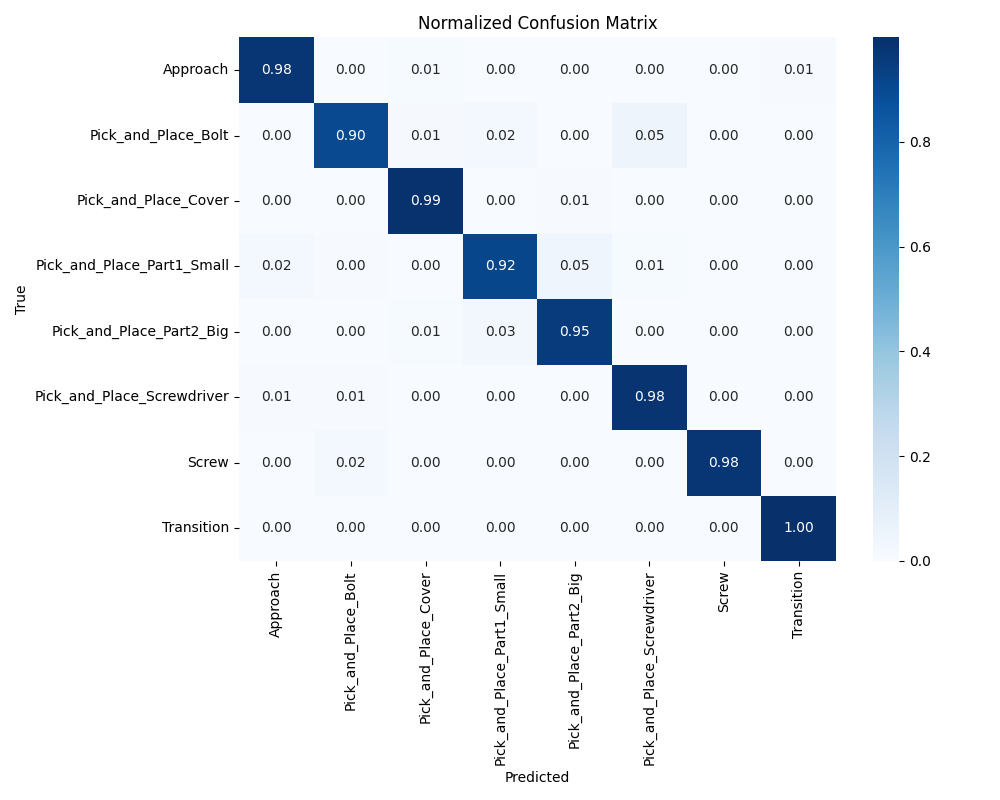 Normalized Confusion Matrix
True
Approach 0.98 0.00 0.01 0.00 0.00 0.00 0.00 0.01
Pick_and_Place_Bolt 0.00 0.90 0.01 0.02 0.00 0.05 0.00 0.00
Pick_and_Place_Cover 0.00 0.00 0.99 0.00 0.01 0.00 0.00 0.00
Pick_and_Place_Part1_Small 0.02 0.00 0.00 0.92 0.05 0.01 0.00 0.00
Pick_and_Place_Part2_Big 0.00 0.00 0.01 0.03 0.95 0.00 0.00 0.00
Pick_and_Place_Screwdriver 0.01 0.01 0.00 0.00 0.00 0.98 0.00 0.00
Screw 0.00 0.02 0.00 0.00 0.00 0.00 0.98 0.00
Transition 0.00 0.00 0.00 0.00 0.00 0.00 0.00 1.00
Approach
Pick_and_Place_Bolt
Pick_and_Place_Cover
Pick_and_Place_Part1_Small
Pick_and_Place_Part2_Big
Pick_and_Place_Screwdriver
Screw
Transition
Predicted
0.8
0.6
0.4
0.2
0.0